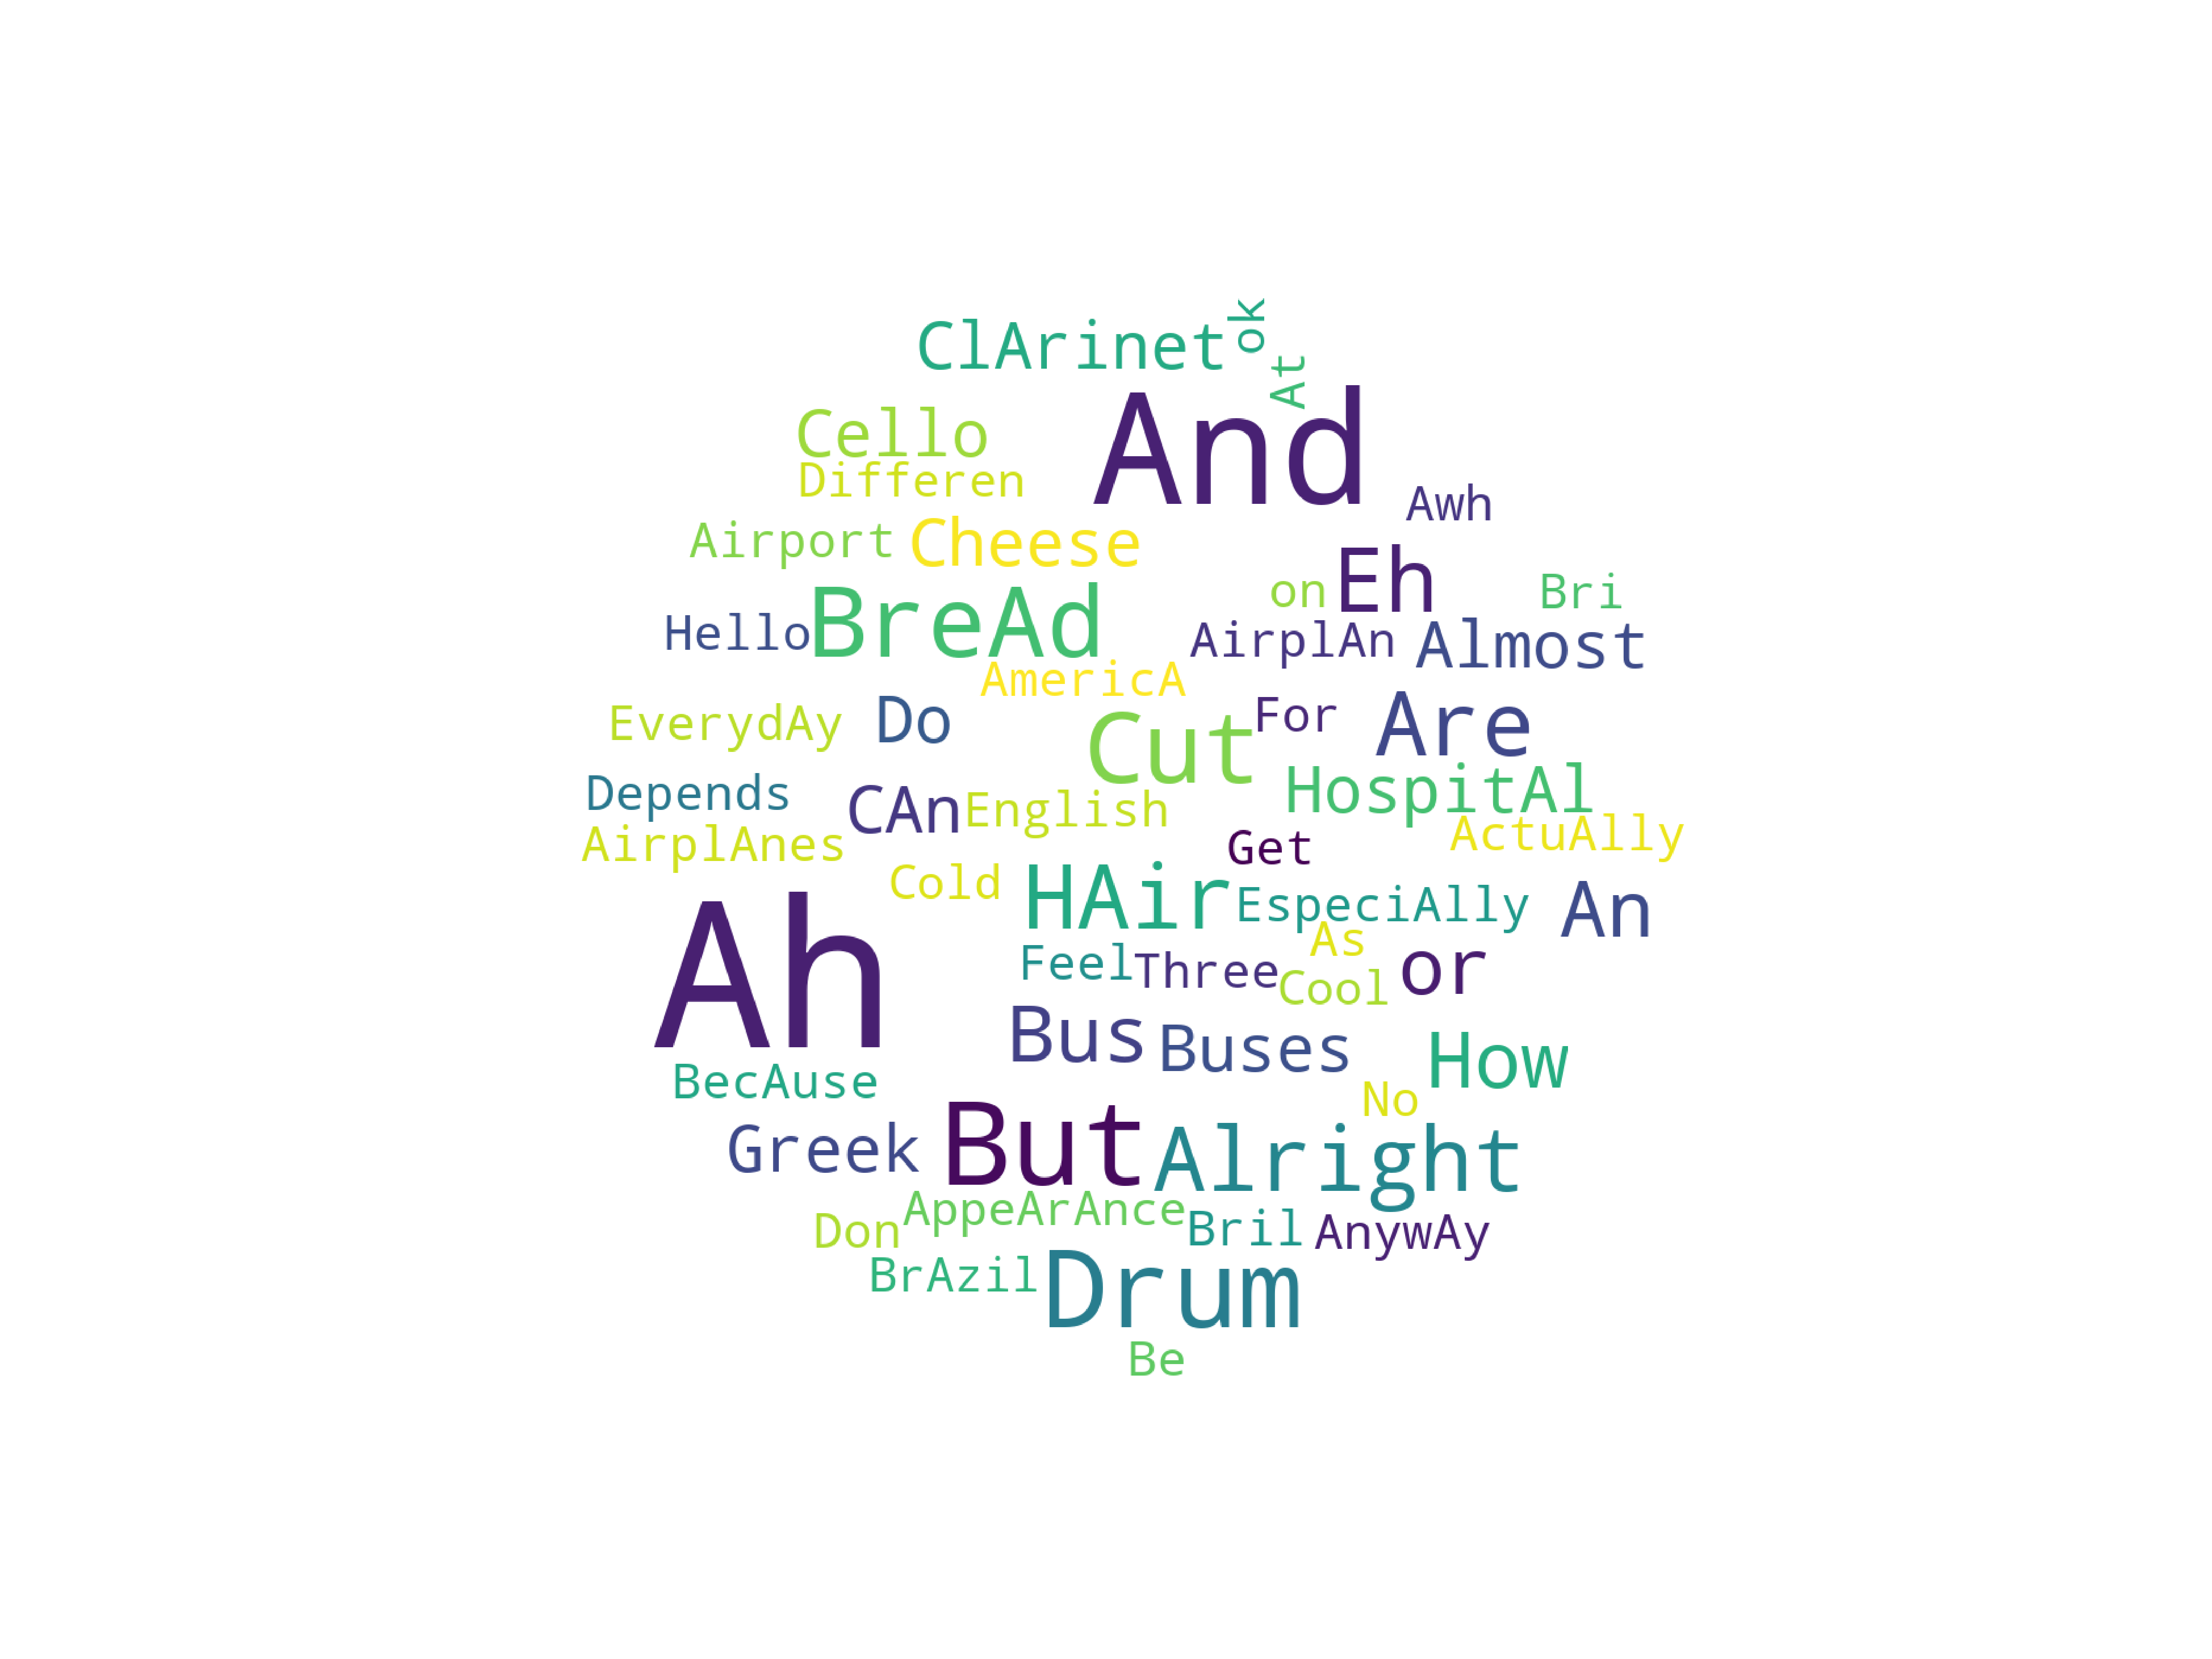 ClArinet
ok
At
And
Cello
Differen
Awh
Airport
Cheese
Eh
on
Bri
BreAd
Hello
AirplAn
Almost
AmericA
For
Are
EverydAy
Do
Cut
Depends
HospitAl
CAn
English
AirplAnes
Get
ActuAlly
Cold
HAir
EspeciAlly
An
Ah
As
Feel
Three
Cool
or
Bus
Buses
How
BecAuse
No
Greek
But
Alright
AppeArAnce
Don
Bril
AnywAy
BrAzil
Drum
Be